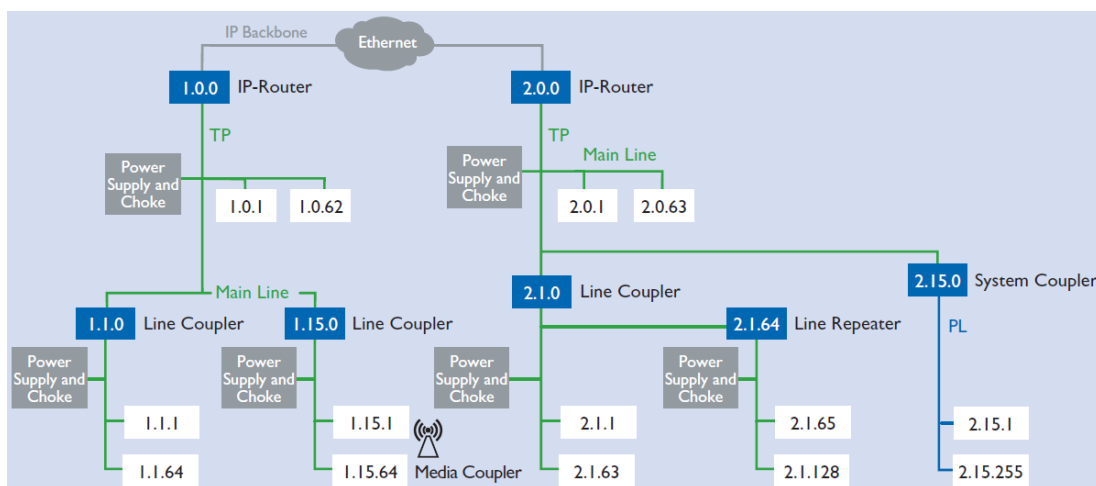 IP Backbone
Ethernet
1.0.0 IP-Router
2.0.0 IP-Router
TP
TP
Power
Supply and
Choke
1.0.1
1.0.62
Power
Supply and
Choke
Main Line
2.0.1
2.0.63
Main Line
1.1.0 Line Coupler
1.15.0 Line Coupler
2.1.0 Line Coupler
2.15.0 System Coupler
2.1.64 Line Repeater
PL
Power
Supply and
Choke
1.1.1
1.1.64
Power
Supply and
Choke
1.15.1
1.15.64
Media Coupler
Power
Supply and
Choke
2.1.1
2.1.63
Power
Supply and
Choke
2.1.65
2.1.128
2.15.1
2.15.255